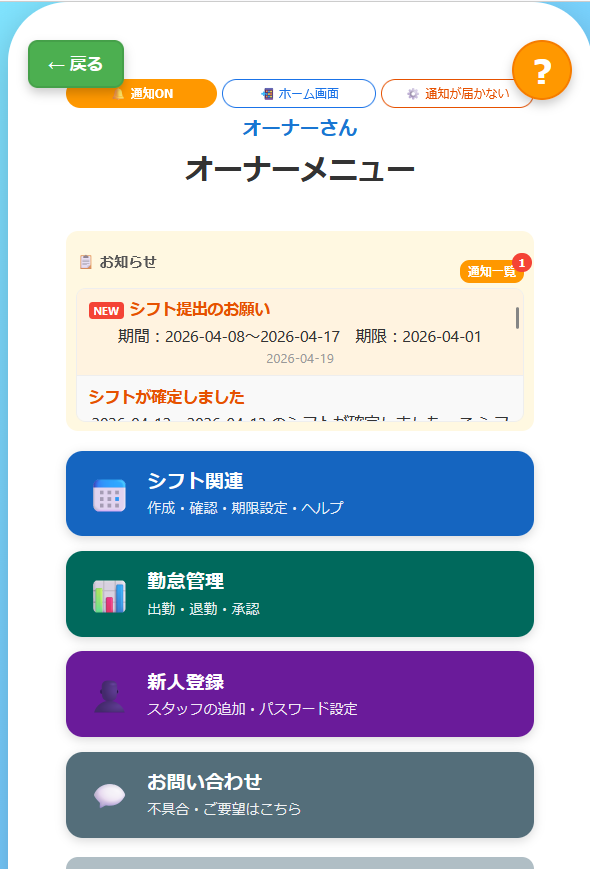 ← 戻る
?
通知ON
ホーム画面
通知が届かない
オーナーさん
オーナーメニュー
お知らせ
通知一覧
1
NEW シフト提出のお願い
期間：2026-04-08～2026-04-17　期限：2026-04-01
2026-04-19
シフトが確定しました
シフト関連
作成・確認・期限設定・ヘルプ
勤怠管理
出勤・退勤・承認
新人登録
スタッフの追加・パスワード設定
お問い合わせ
不具合・ご要望はこちら